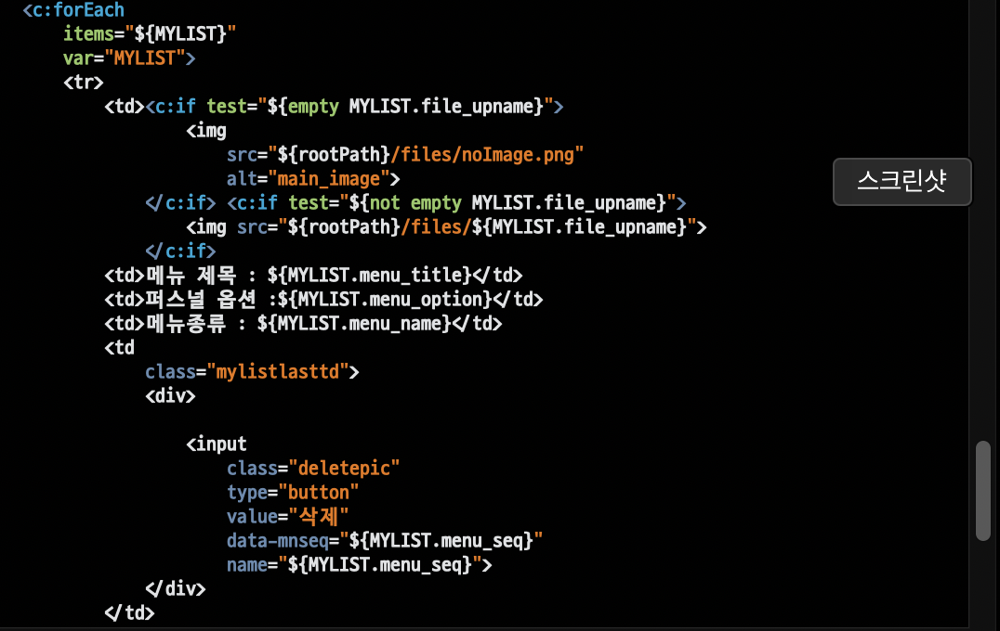 <c:forEach
items="${MYLIST}"
var="MYLIST">
<tr>
<td><c:if test="${empty MYLIST.file_upname}">
<img
src="${rootPath}/files/noImage.png"
alt="main_image">
</c:if> <c:if test="${not empty MYLIST.file_upname}">
<img src="${rootPath}/files/${MYLIST.file_upname}">
</c:if>
<td>메뉴 제목 : ${MYLIST.menu_title}</td>
<td>퍼스널 옵션 :${MYLIST.menu_option}</td>
<td>메뉴종류 : ${MYLIST.menu_name}</td>
<td
class="mylistlasttd">
<div>
<input
class="deletepic"
type="button"
value="삭제"
data-mnseq="${MYLIST.menu_seq}"
name="${MYLIST.menu_seq}">
</div>
</td>
스크린샷